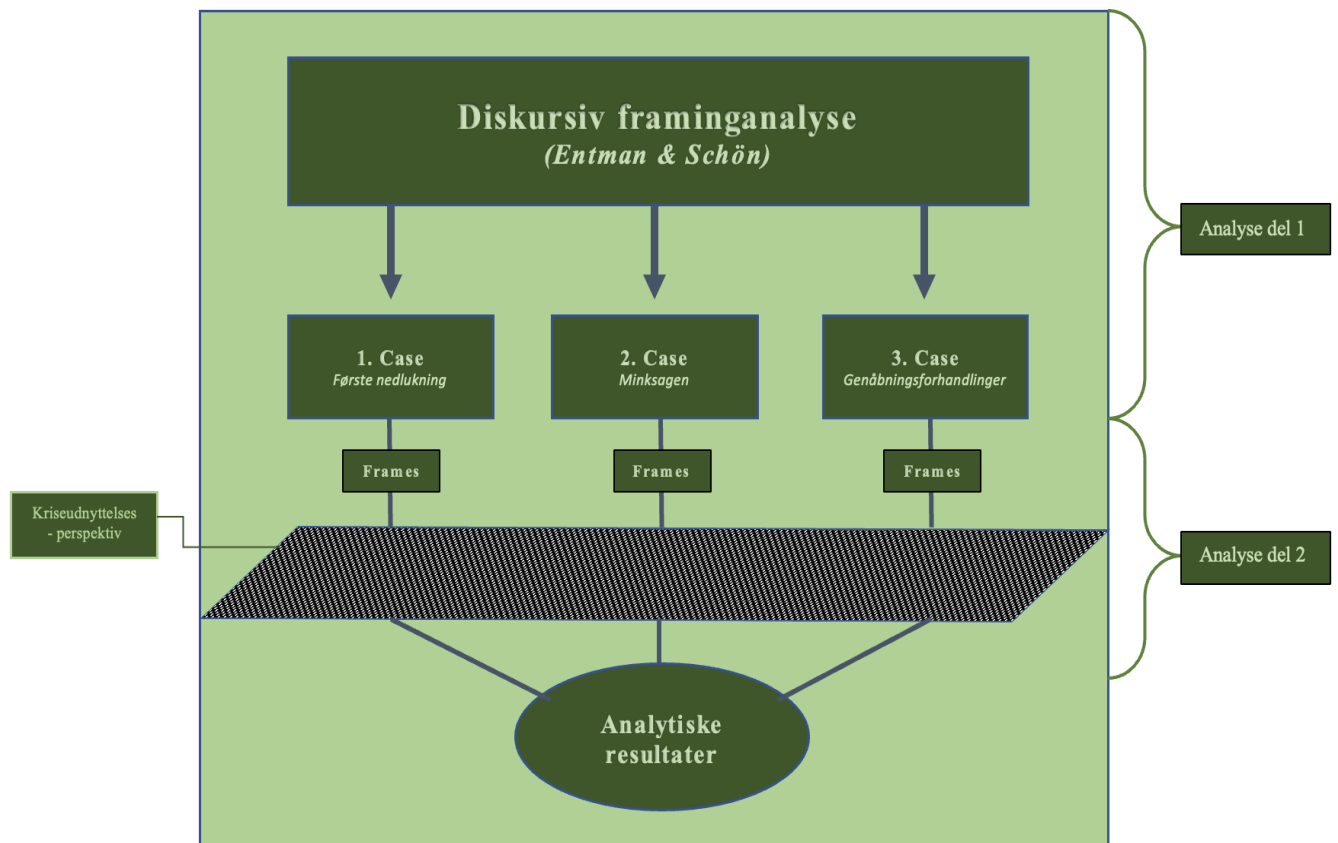 Diskursiv framinganalyse
(Entman & Schön)
Analyse del 1
1. Case
Første nedlukning
2. Case
Minksagen
3. Case
Genåbningsforhandlinger
Frames
Frames
Frames
Kriseudnyttelses
- perspektiv
Analyse del 2
Analytiske
resultater